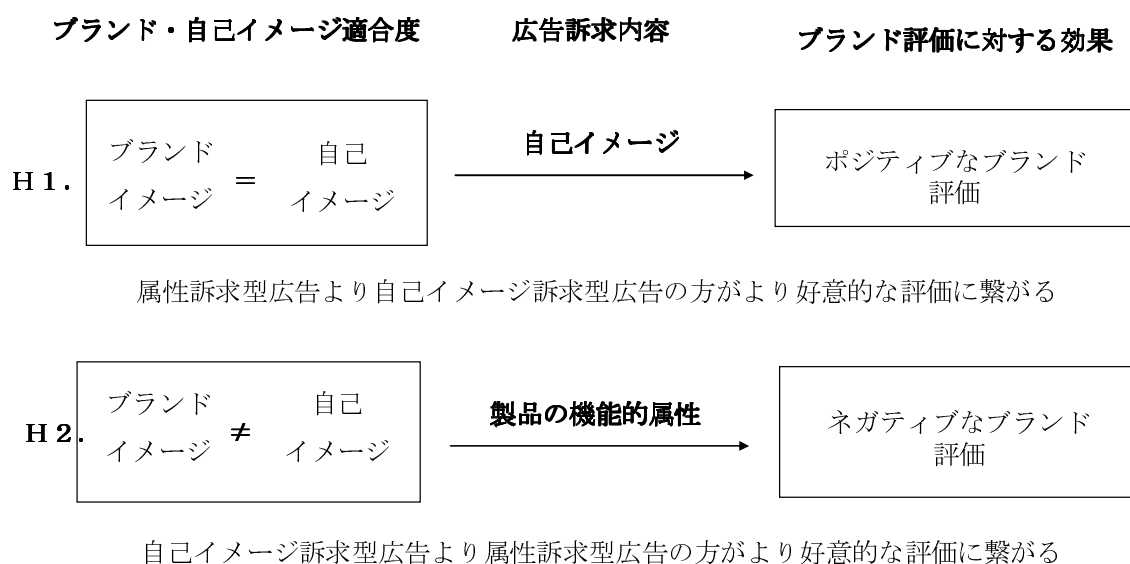 ブランド・自己イメージ適合度 広告訴求内容 ブランド評価に対する効果
自己イメージ
H1.
ブランド 自己
イメージ = イメージ
ポジティブなブランド
評価
属性訴求型広告より自己イメージ訴求型広告の方がより好意的な評価に繋がる
製品の機能的属性
H2.
ブランド 自己
イメージ ≠ イメージ
ネガティブなブランド
評価
自己イメージ訴求型広告より属性訴求型広告の方がより好意的な評価に繋がる